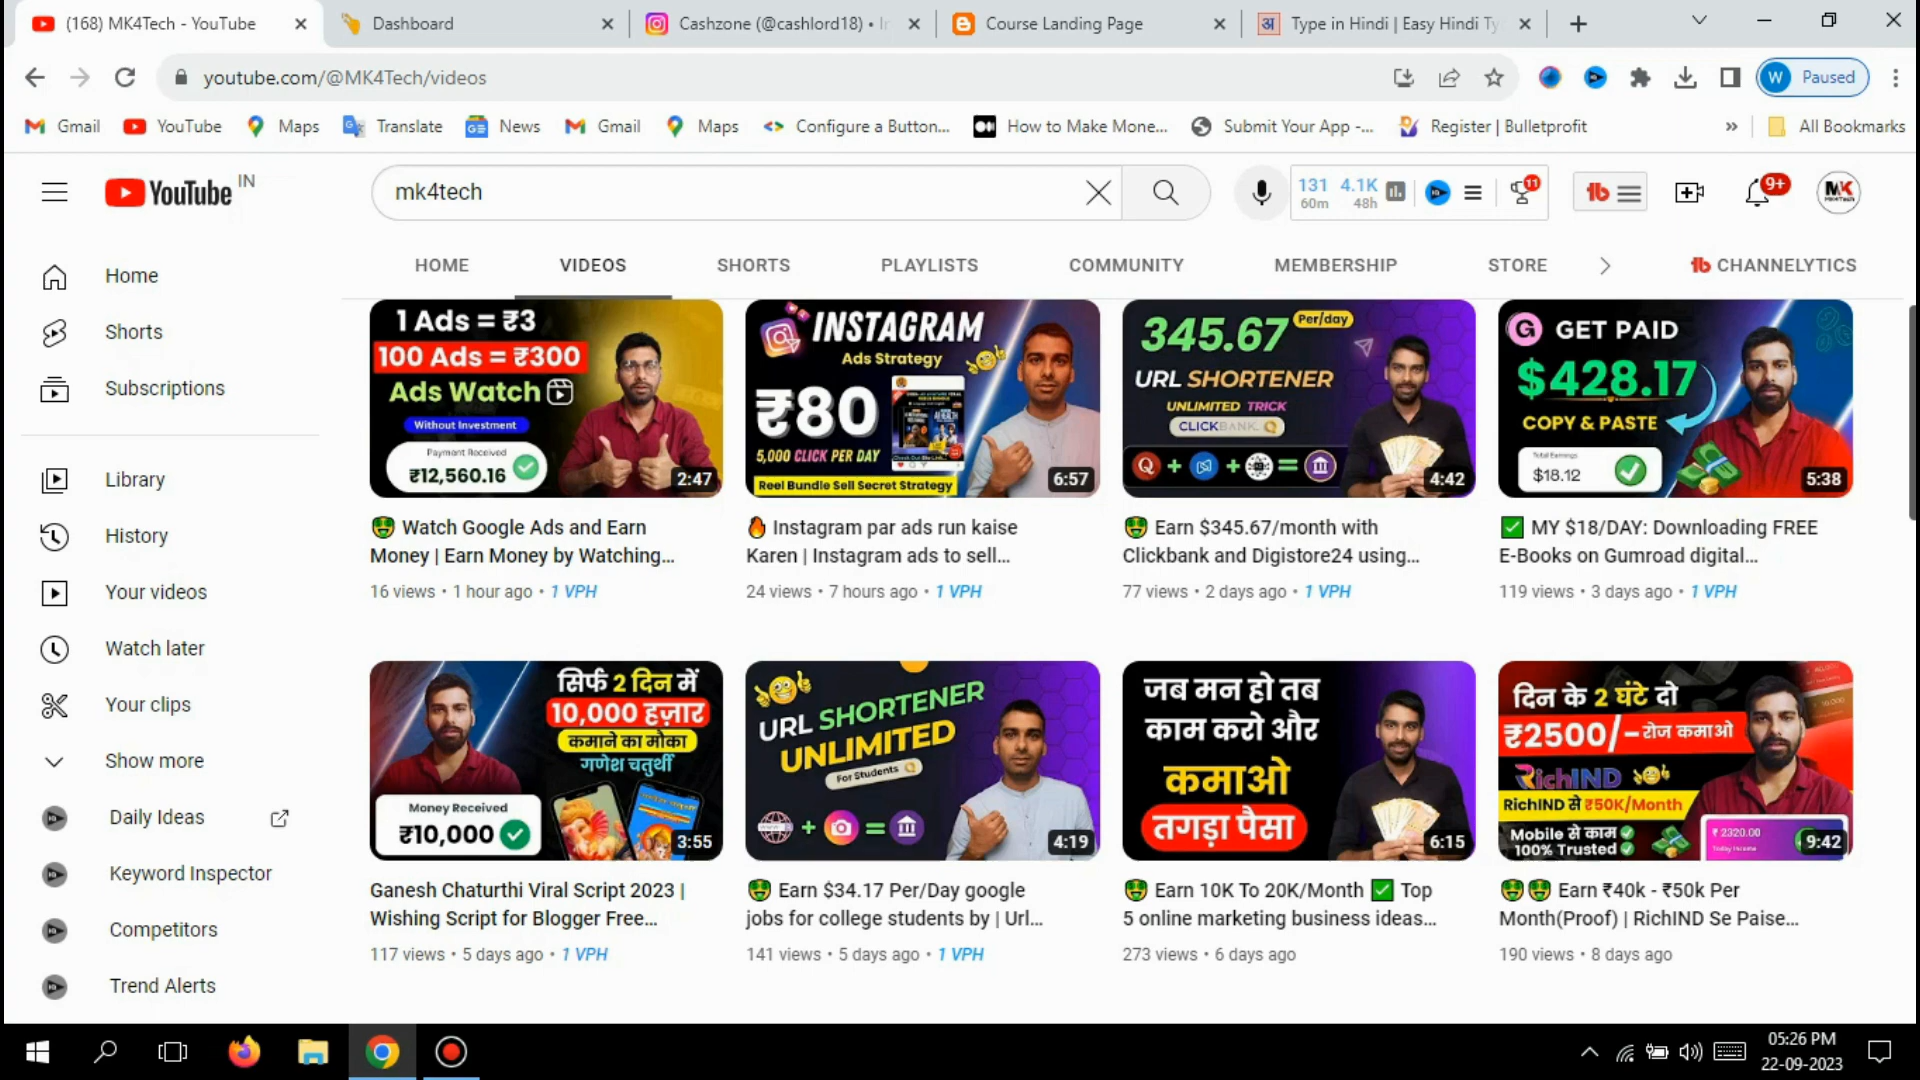 (168) MK4Tech - YouTube
Dashboard
Cashzone (@cashlord18) • In
Course Landing Page
Type in Hindi | Easy Hindi Ty
youtube.com/@MK4Tech/videos
W Paused
Gmail
YouTube
Maps
Translate
News
Gmail
Maps
Configure a Button...
How to Make Mone...
Submit Your App -...
Register | Bulletprofit
All Bookmarks
YouTube IN
mk4tech
131 4.1K
60m 48h
11
9+
HOME
VIDEOS
SHORTS
PLAYLISTS
COMMUNITY
MEMBERSHIP
STORE
CHANNELYTICS
Home
Shorts
Subscriptions
Library
History
Your videos
Watch later
Your clips
Show more
Daily Ideas
Keyword Inspector
Competitors
Trend Alerts
1 Ads = ₹3
100 Ads = ₹300
Ads Watch
Without Investment
Payment Received
₹12,560.16
2:47
🤑 Watch Google Ads and Earn
Money | Earn Money by Watching...
16 views • 1 hour ago • 1 VPH
INSTAGRAM
Ads Strategy
₹80
5,000 CLICK PER DAY
Reel Bundle Sell Secret Strategy
6:57
🔥 Instagram par ads run kaise
Karen | Instagram ads to sell...
24 views • 7 hours ago • 1 VPH
345.67 Per/day
URL SHORTENER
UNLIMITED TRICK
CLICKBANK
4:42
🤑 Earn $345.67/month with
Clickbank and Digistore24 using...
77 views • 2 days ago • 1 VPH
G GET PAID
$428.17
COPY & PASTE
Total Earnings
$18.12
5:38
✅ MY $18/DAY: Downloading FREE
E-Books on Gumroad digital...
119 views • 3 days ago • 1 VPH
सिर्फ 2 दिन में
10,000 हज़ार
कमाने का मोका
गणेश चतुर्थी
Money Received
₹10,000
3:55
Ganesh Chaturthi Viral Script 2023 |
Wishing Script for Blogger Free...
117 views • 5 days ago • 1 VPH
URL SHORTENER
UNLIMITED
For Students
4:19
🤑 Earn $34.17 Per/Day google
jobs for college students by | Url...
141 views • 5 days ago • 1 VPH
जब मन हो तब
काम करो और
कमाओ
तगड़ा पैसा
6:15
🤑 Earn 10K To 20K/Month ✅ Top
5 online marketing business ideas...
273 views • 6 days ago
दिन के 2 घंटे दो
₹2500/- रोज कमाओ
RichIND
RichIND से ₹50K/Month
Mobile से काम
100% Trusted
₹ 2320.00
Today Income
9:42
🤑🤑 Earn ₹40k - ₹50k Per
Month(Proof) | RichIND Se Paise...
190 views • 8 days ago
05:26 PM
22-09-2023